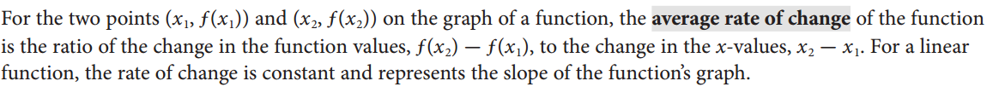 For the two points (x₁, f(x₁)) and (x₂, f(x₂)) on the graph of a function, the average rate of change of the function
is the ratio of the change in the function values, f(x₂) − f(x₁), to the change in the x-values, x₂ − x₁. For a linear
function, the rate of change is constant and represents the slope of the function’s graph.